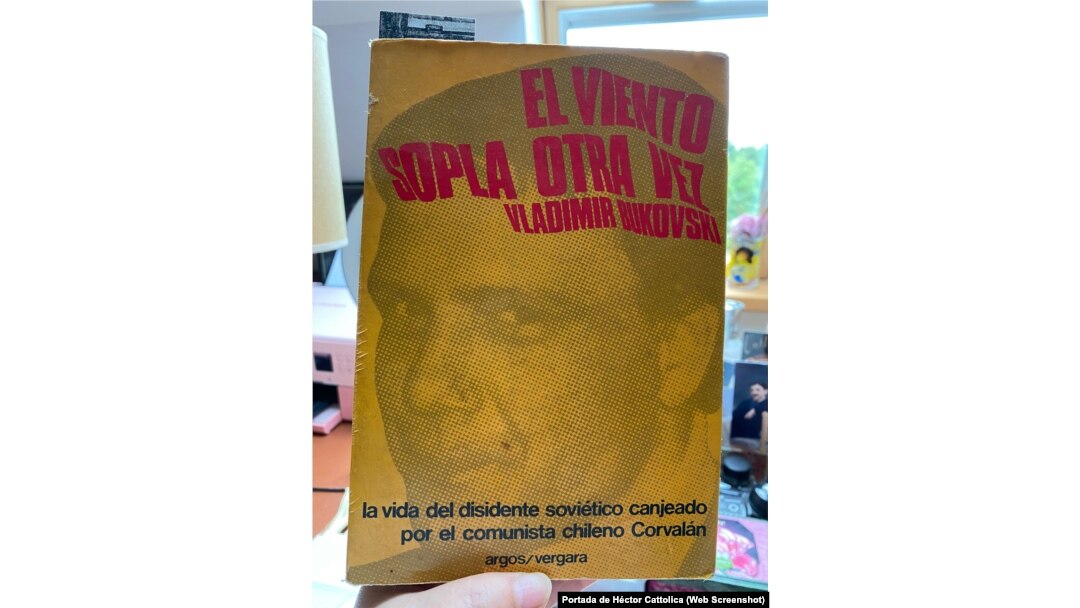 EL VIENTO
SOPLA OTRA VEZ
VLADIMIR BUKOVSKI
la vida del disidente soviético canjeado
por el comunista chileno Corvalán
argos/vergara
Portada de Héctor Cattolica (Web Screenshot)